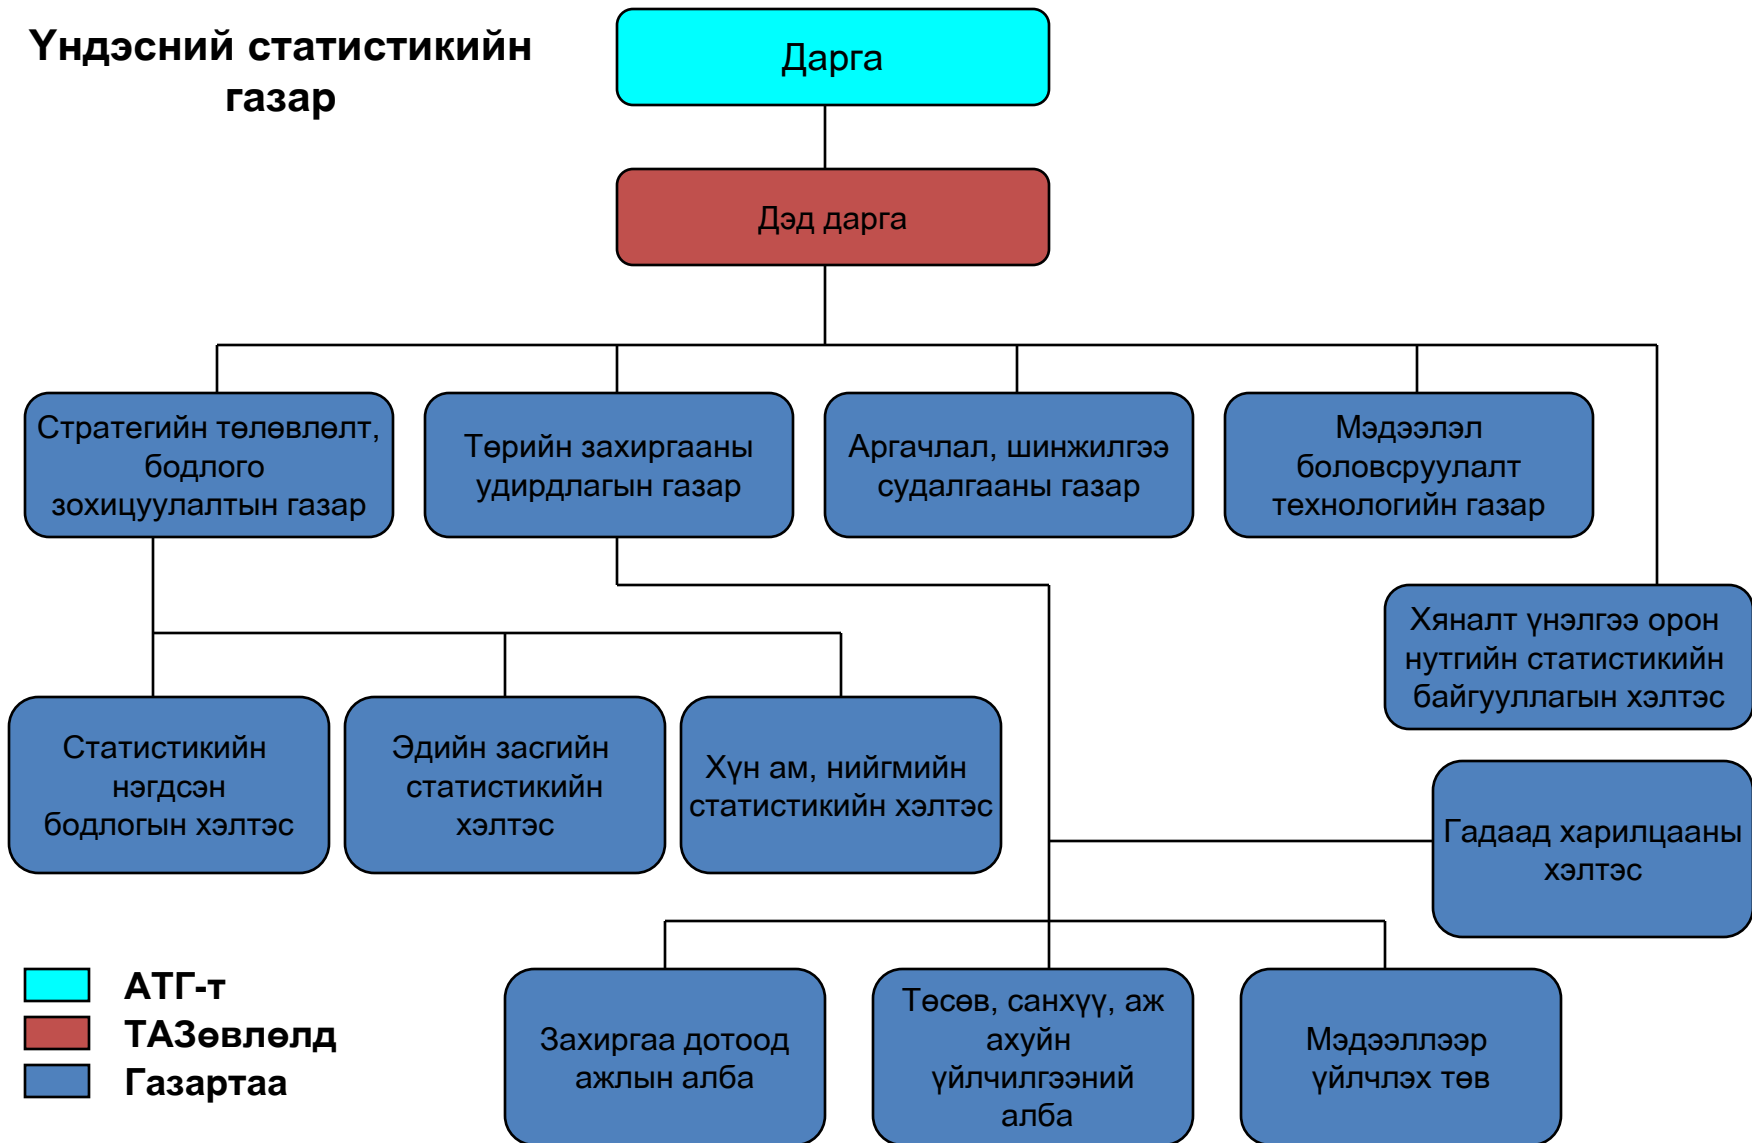 Үндэсний статистикийн
газар
Дарга
Дэд дарга
Стратегийн төлөвлөлт,
бодлого
зохицуулалтын газар
Төрийн захиргааны
удирдлагын газар
Аргачлал, шинжилгээ
судалгааны газар
Мэдээлэл
боловсруулалт
технологийн газар
Хяналт үнэлгээ орон
нутгийн статистикийн
байгууллагын хэлтэс
Статистикийн
нэгдсэн
бодлогын хэлтэс
Эдийн засгийн
статистикийн
хэлтэс
Хүн ам, нийгмийн
статистикийн хэлтэс
Гадаад харилцааны
хэлтэс
Захиргаа дотоод
ажлын алба
Төсөв, санхүү, аж
ахуйн
үйлчилгээний
алба
Мэдээллээр
үйлчлэх төв
АТГ-т
ТАЗөвлөлд
Газартаа